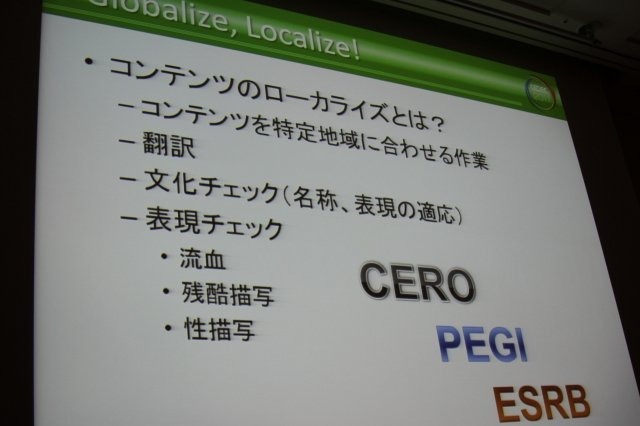 Globalize, Localize!
• コンテンツのローカライズとは？
– コンテンツを特定地域に合わせる作業
– 翻訳
– 文化チェック（名称、表現の適応）
– 表現チェック
• 流血
• 残酷描写
• 性描写
CERO
PEGI
ESRB